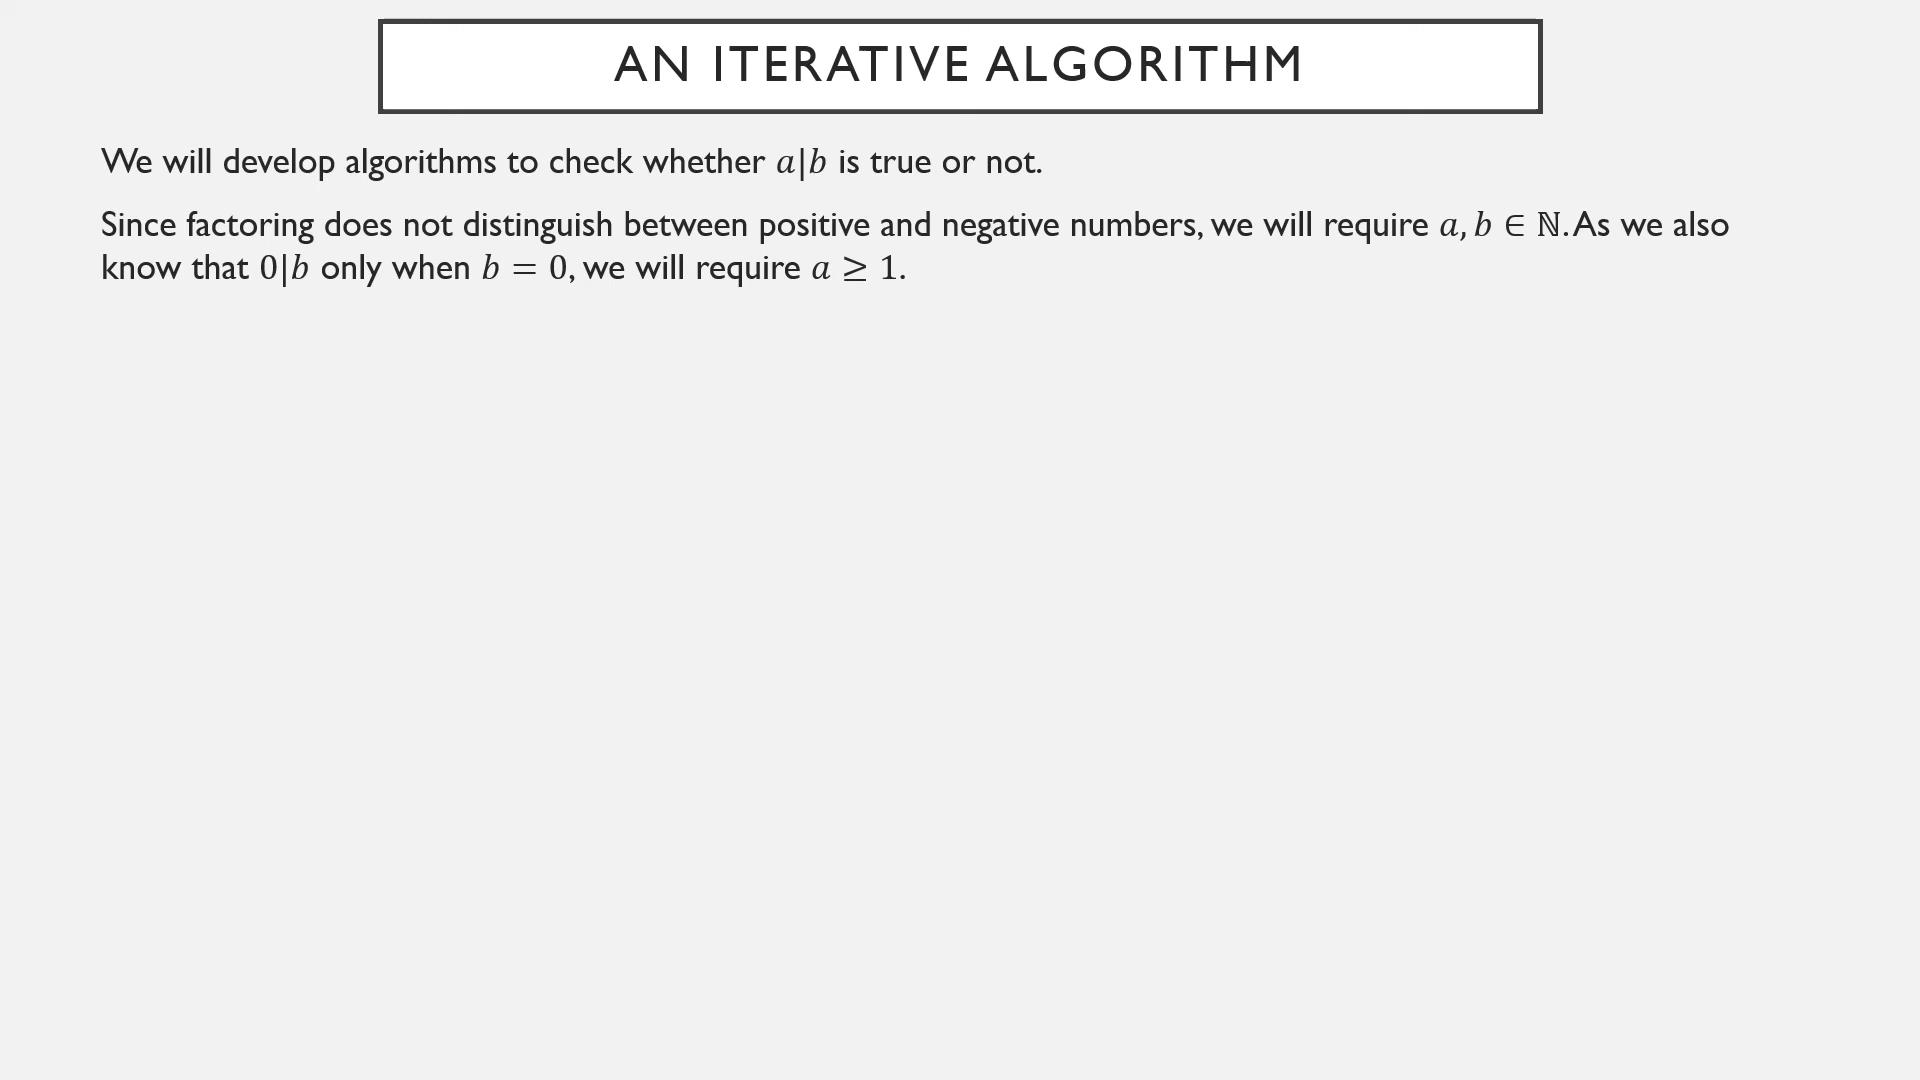 AN ITERATIVE ALGORITHM
We will develop algorithms to check whether a|b is true or not.
Since factoring does not distinguish between positive and negative numbers, we will require a, b ∈ ℕ. As we also
know that 0|b only when b = 0, we will require a ≥ 1.